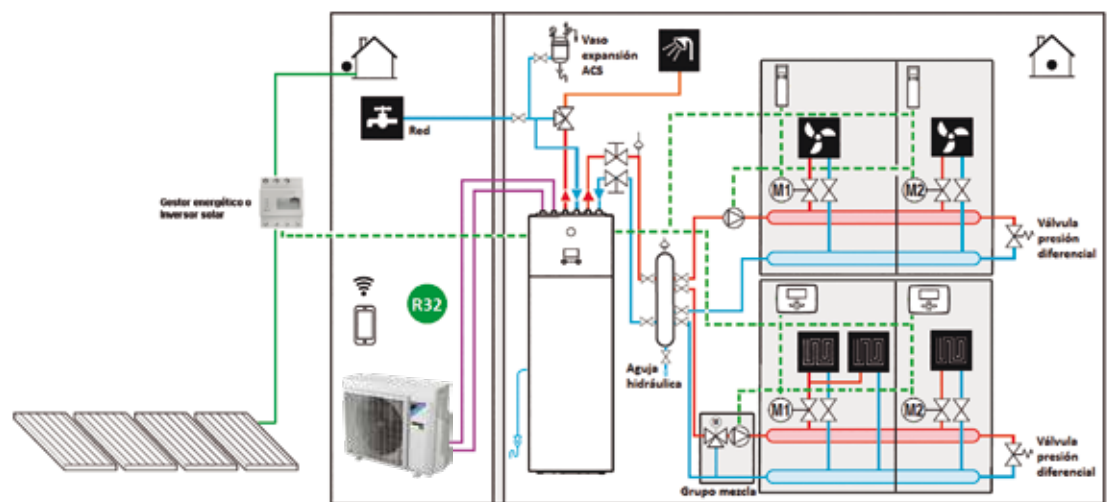 Vaso
expansión
ACS
Red
Gestor energético o
Inversor solar
R32
M1
M2
Válvula
presión
diferencial
Aguja
hidráulica
M1
M2
Válvula
presión
diferencial
Grupo mezcla